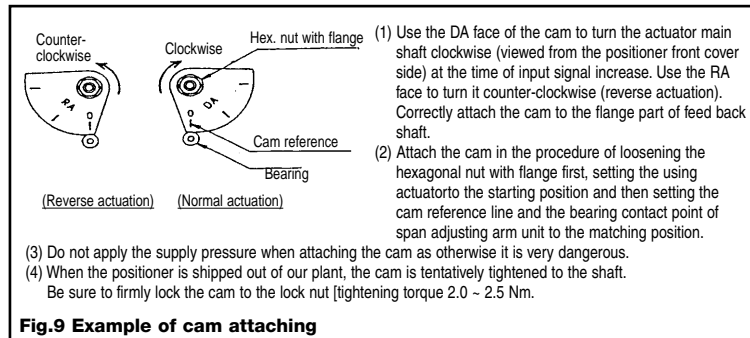 Counter-
clockwise
Clockwise
Hex. nut with flange
RA
0
DA
0
Cam reference
Bearing
(Reverse actuation)
(Normal actuation)
(1) Use the DA face of the cam to turn the actuator main
shaft clockwise (viewed from the positioner front cover
side) at the time of input signal increase. Use the RA
face to turn it counter-clockwise (reverse actuation).
Correctly attach the cam to the flange part of feed back
shaft.
(2) Attach the cam in the procedure of loosening the
hexagonal nut with flange first, setting the using
actuatorto the starting position and then setting the
cam reference line and the bearing contact point of
span adjusting arm unit to the matching position.
(3) Do not apply the supply pressure when attaching the cam as otherwise it is very dangerous.
(4) When the positioner is shipped out of our plant, the cam is tentatively tightened to the shaft.
Be sure to firmly lock the cam to the lock nut [tightening torque 2.0 ~ 2.5 Nm.
Fig.9 Example of cam attaching